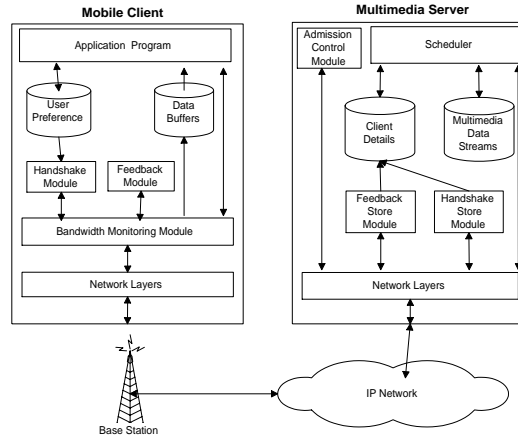 Mobile Client
Application Program
User
Preference
Data
Buffers
Handshake
Module
Feedback
Module
Bandwidth Monitoring Module
Network Layers
Multimedia Server
Admission
Control
Module
Scheduler
Client
Details
Multimedia
Data
Streams
Feedback
Store
Module
Handshake
Store
Module
Network Layers
IP Network
Base Station